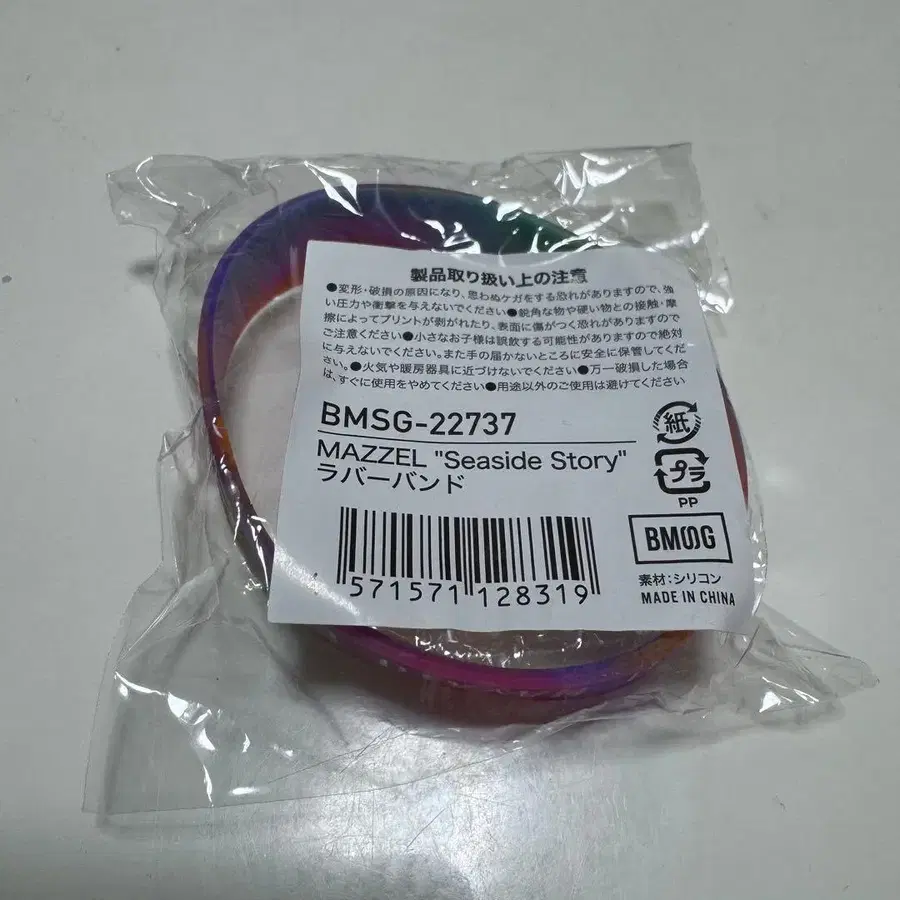 製品取り扱い上の注意
●変形・破損の原因になり、思わぬケガをする恐れがありますので、強
い圧力や衝撃を与えないでください●鋭角な物や硬い物との接触・摩
擦によってプリントが剥がれたり、表面に傷がつく恐れがありますので
ご注意ください●小さなお子様は誤飲する可能性がありますので絶対
に与えないでください。また手の届かないところに安全に保管してくだ
さい。●火気や暖房器具に近づけないでください●万一破損した場合
は、すぐに使用をやめてください●用途以外のご使用は避けてください
BMSG-22737
MAZZEL "Seaside Story"
ラバーバンド
紙
プラ
PP
BMSG
素材:シリコン
MADE IN CHINA
4 571571 128319